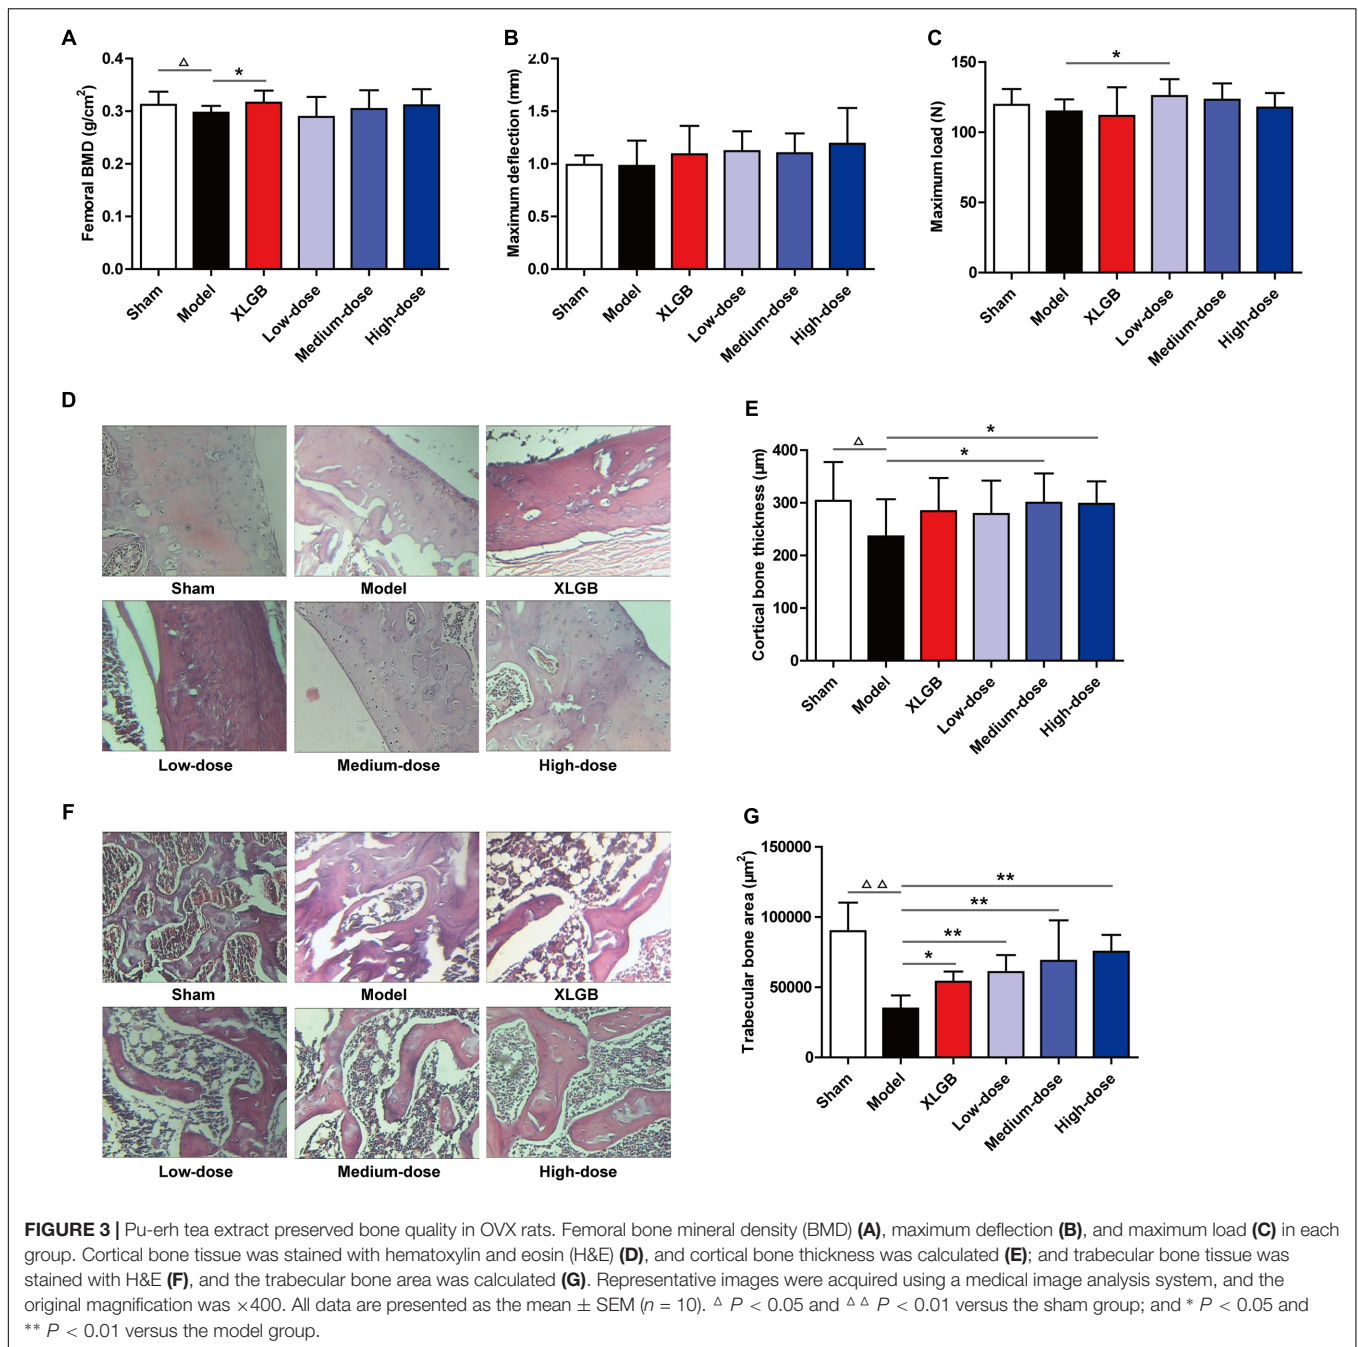 A
Femoral BMD (g/cm²)
0.4
0.3
0.2
0.1
0.0
△
*
Sham
Model
XLGB
Low-dose
Medium-dose
High-dose
B
Maximum deflection (mm)
2.0
1.5
1.0
0.5
0.0
Sham
Model
XLGB
Low-dose
Medium-dose
High-dose
C
Maximum load (N)
150
100
50
0
*
Sham
Model
XLGB
Low-dose
Medium-dose
High-dose
D
Sham
Model
XLGB
Low-dose
Medium-dose
High-dose
E
Cortical bone thickness (μm)
400
300
200
100
0
△
*
*
Sham
Model
XLGB
Low-dose
Medium-dose
High-dose
F
Sham
Model
XLGB
Low-dose
Medium-dose
High-dose
G
Trabecular bone area (μm²)
150000
100000
50000
0
△ △
**
**
**
*
Sham
Model
XLGB
Low-dose
Medium-dose
High-dose
FIGURE 3 | Pu-erh tea extract preserved bone quality in OVX rats. Femoral bone mineral density (BMD) (A), maximum deflection (B), and maximum load (C) in each
group. Cortical bone tissue was stained with hematoxylin and eosin (H&E) (D), and cortical bone thickness was calculated (E); and trabecular bone tissue was
stained with H&E (F), and the trabecular bone area was calculated (G). Representative images were acquired using a medical image analysis system, and the
original magnification was ×400. All data are presented as the mean ± SEM (n = 10). △ P < 0.05 and △△ P < 0.01 versus the sham group; and * P < 0.05 and
** P < 0.01 versus the model group.